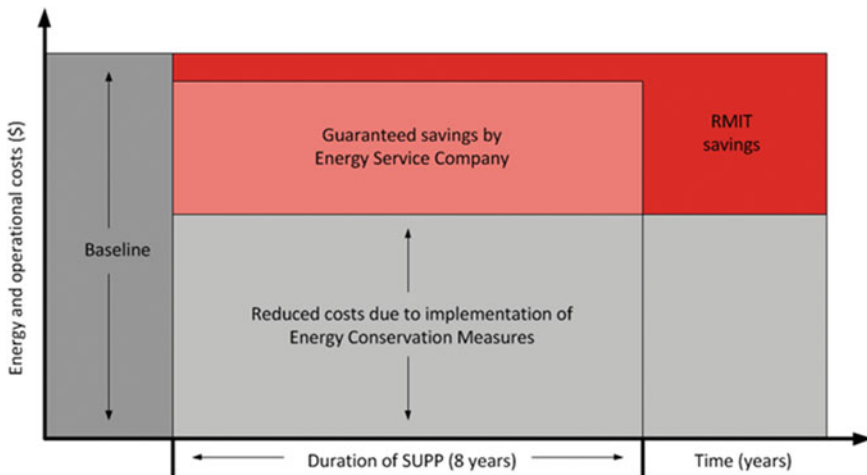 Energy and operational costs ($)
Baseline
Guaranteed savings by
Energy Service Company
RMIT
savings
Reduced costs due to implementation of
Energy Conservation Measures
Duration of SUPP (8 years)
Time (years)